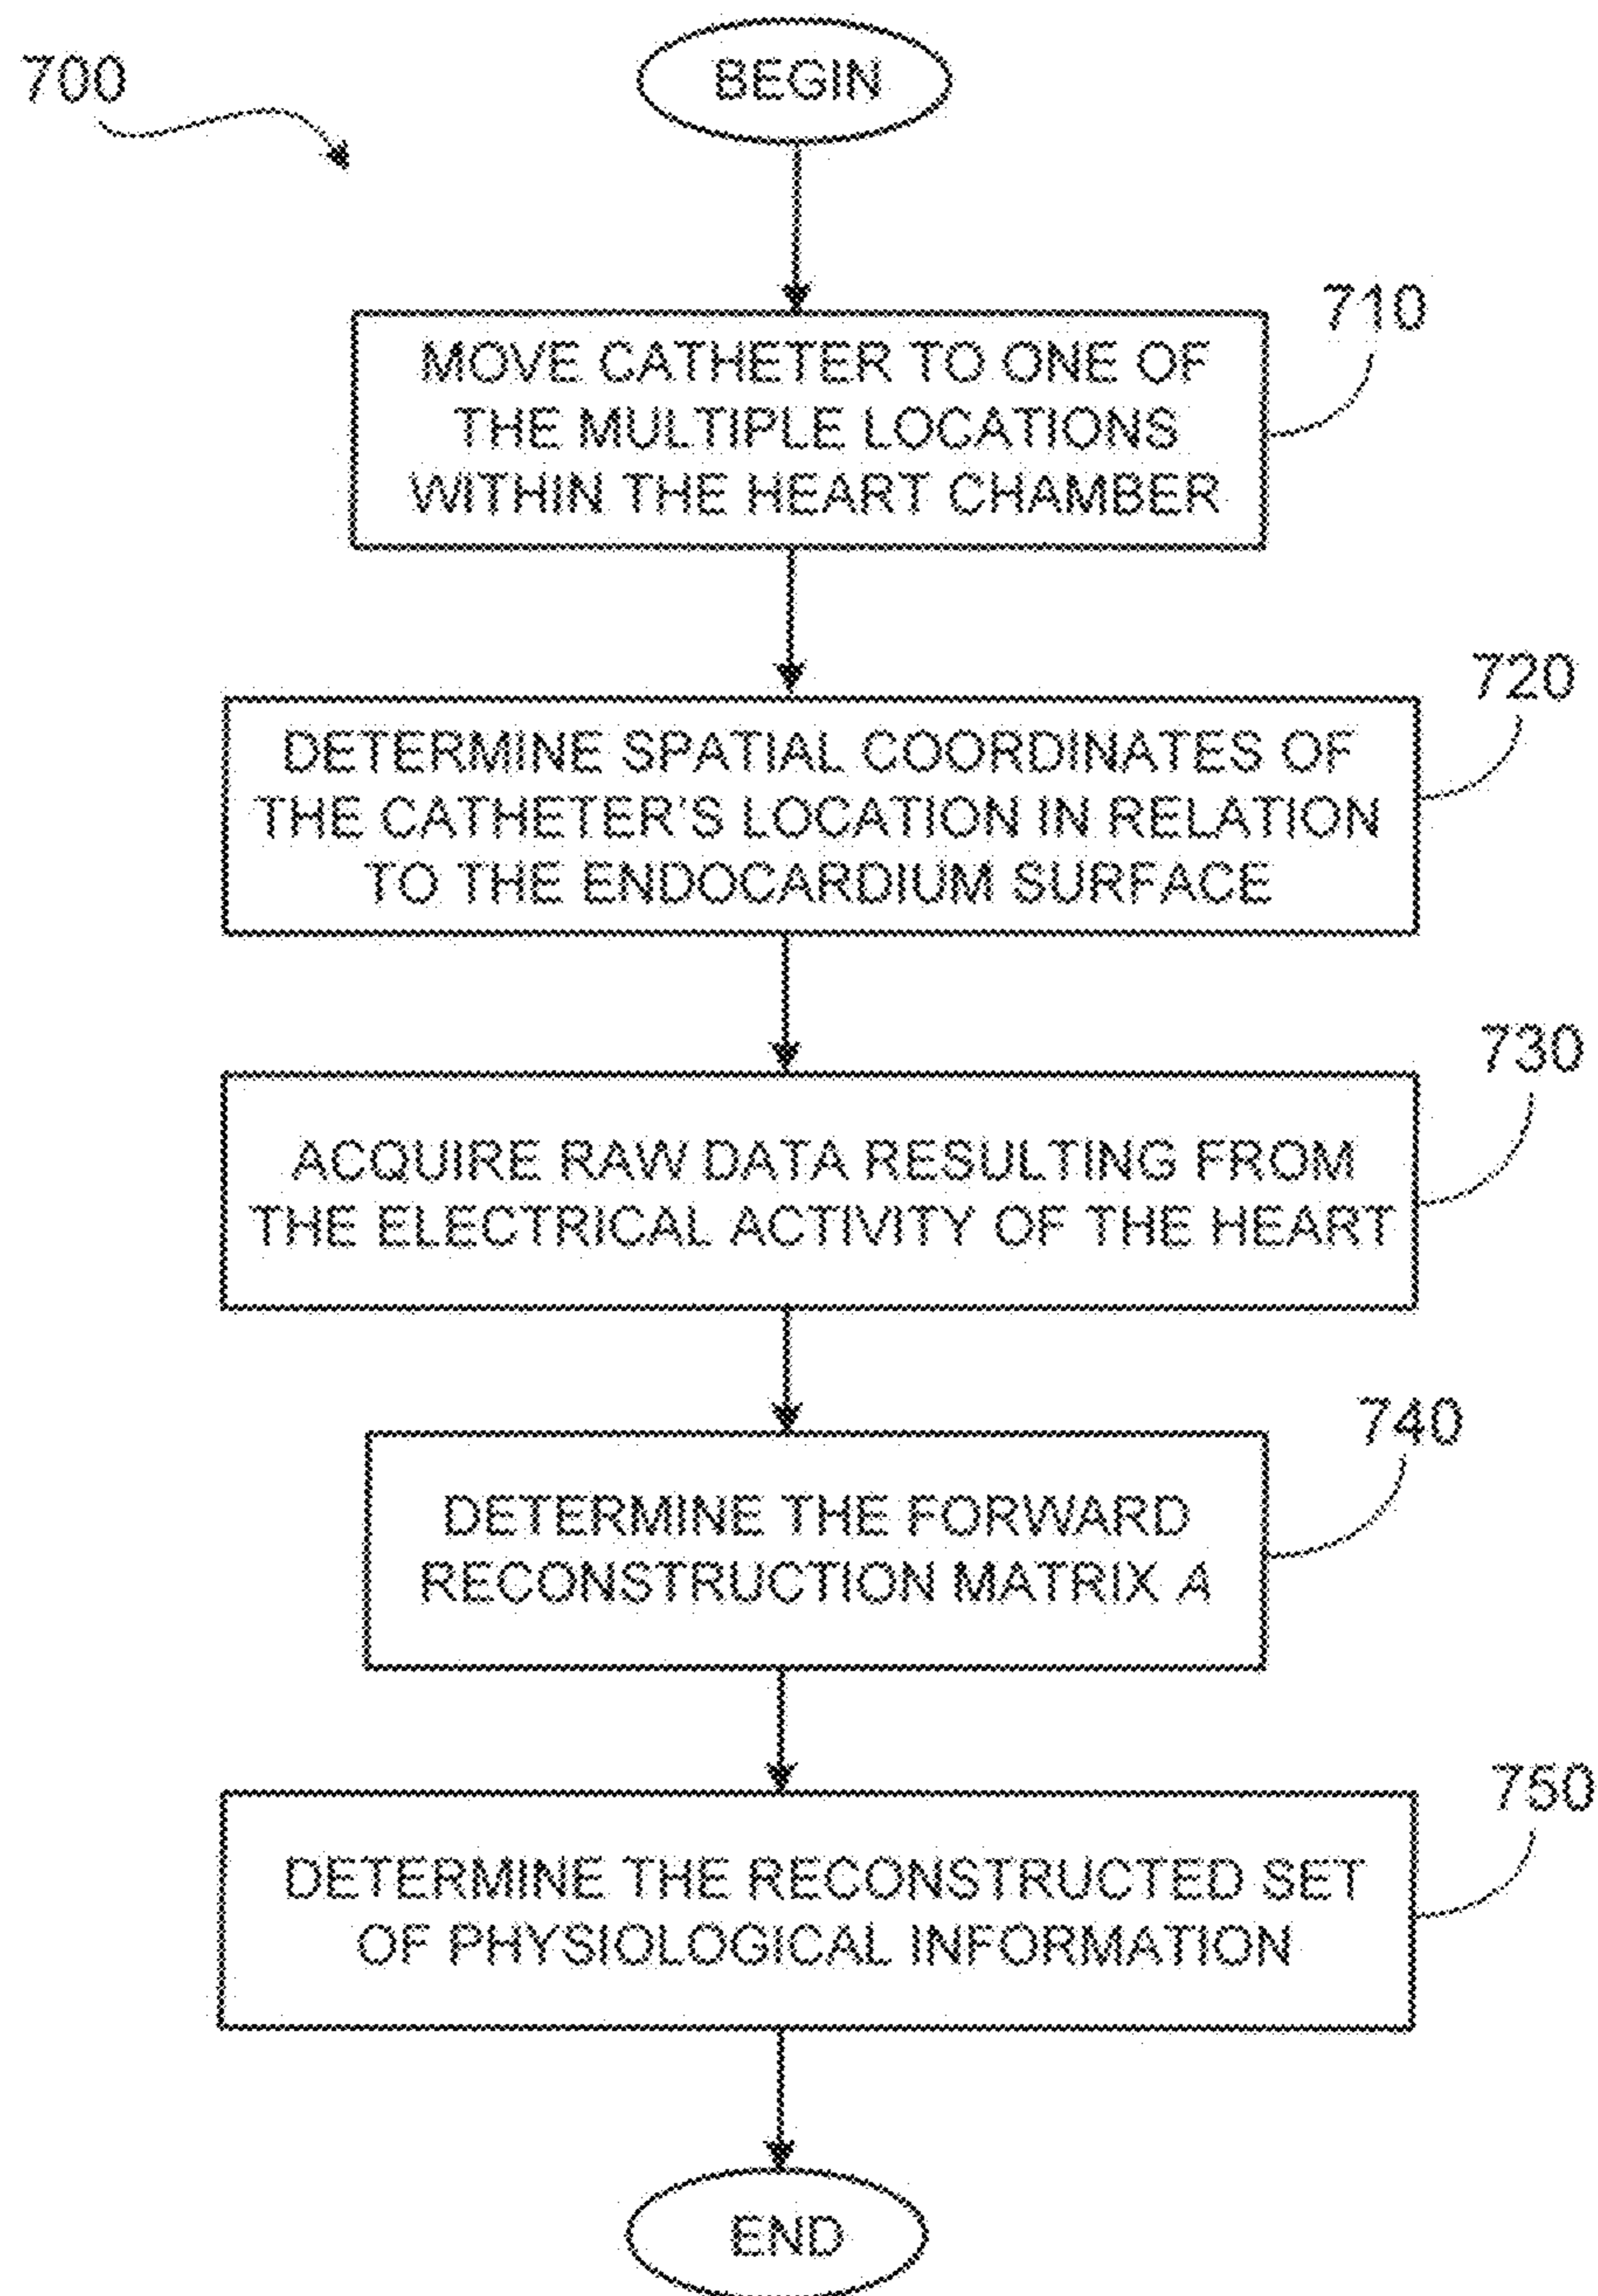 700
BEGIN
710
MOVE CATHETER TO ONE OF
THE MULTIPLE LOCATIONS
WITHIN THE HEART CHAMBER
720
DETERMINE SPATIAL COORDINATES OF
THE CATHETER'S LOCATION IN RELATION
TO THE ENDOCARDIUM SURFACE
730
ACQUIRE RAW DATA RESULTING FROM
THE ELECTRICAL ACTIVITY OF THE HEART
740
DETERMINE THE FORWARD
RECONSTRUCTION MATRIX A
750
DETERMINE THE RECONSTRUCTED SET
OF PHYSIOLOGICAL INFORMATION
END